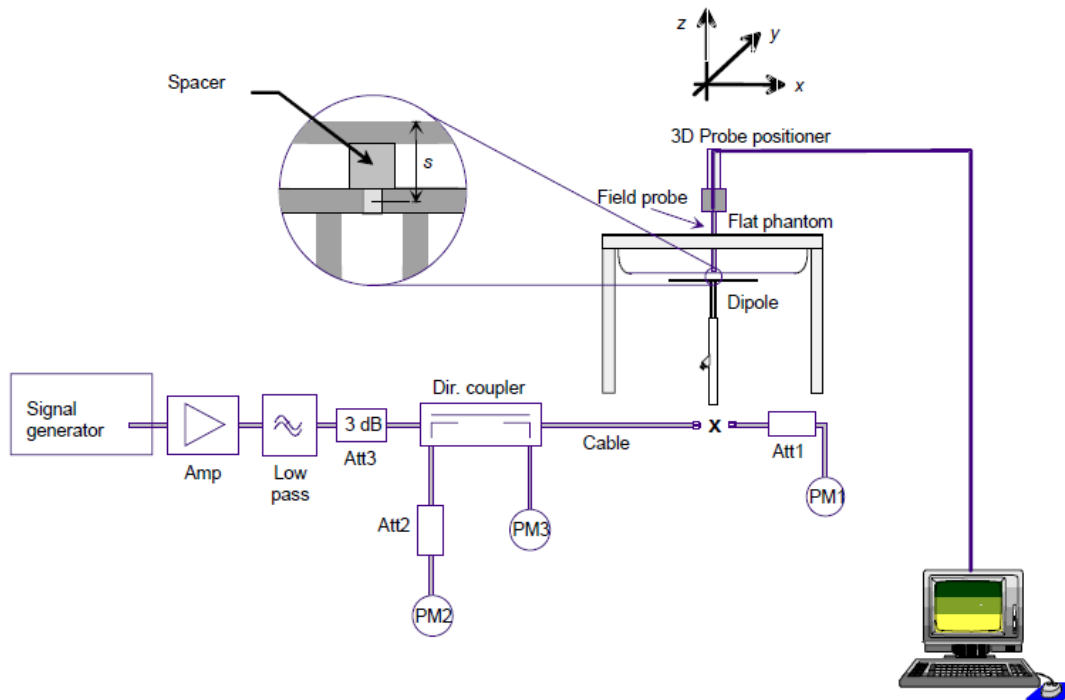 z
y
x
Spacer
s
3D Probe positioner
Field probe
Flat phantom
Dipole
Signal
generator
Amp
Low
pass
3 dB
Att3
Dir. coupler
Cable
X
Att1
PM1
Att2
PM3
PM2